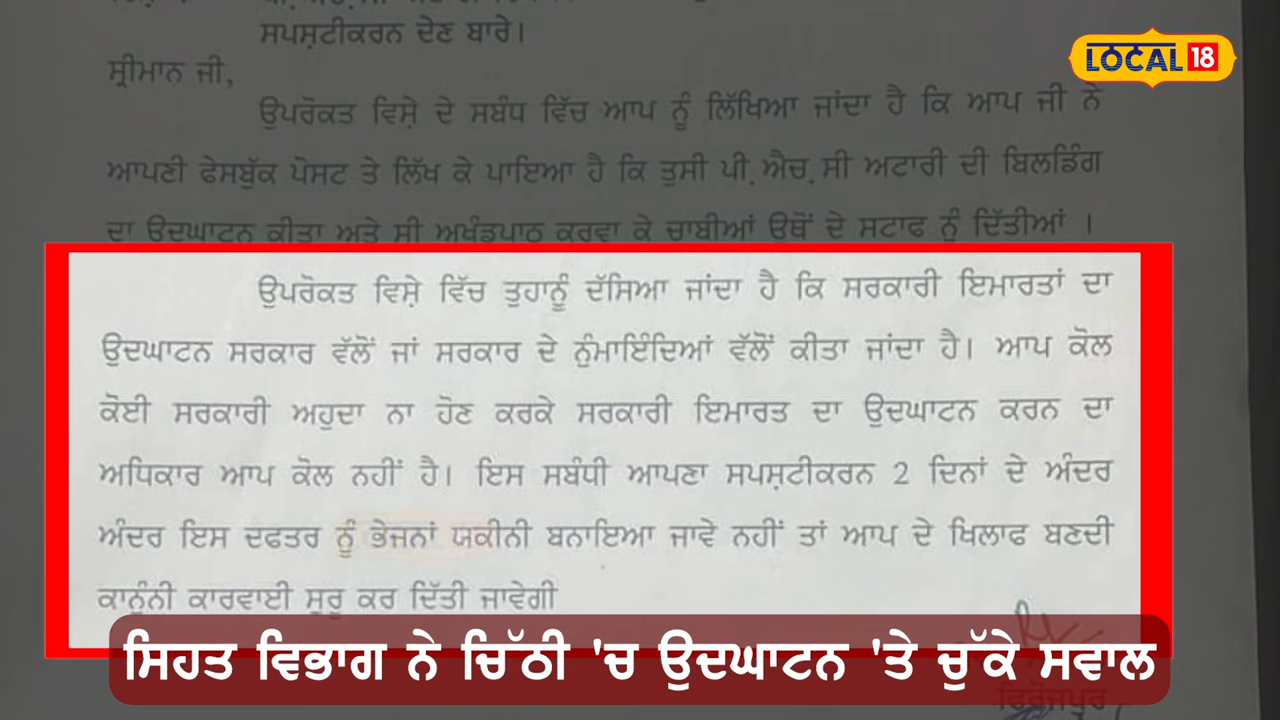 ਸਪਸ਼ਟੀਕਰਨ ਦੇਣ ਬਾਰੇ।
LOCAL 18
ਸ੍ਰੀਮਾਨ ਜੀ,
ਉਪਰੋਕਤ ਵਿਸ਼ੇ ਦੇ ਸਬੰਧ ਵਿੱਚ ਆਪ ਨੂੰ ਲਿੱਖਿਆ ਜਾਂਦਾ ਹੈ ਕਿ ਆਪ ਜੀ ਨੇ
ਆਪਣੀ ਫੇਸਬੁੱਕ ਪੋਸਟ ਤੇ ਲਿੱਖ ਕੇ ਪਾਇਆ ਹੈ ਕਿ ਤੁਸੀ ਪੀ.ਐਚ.ਸੀ ਅਟਾਰੀ ਦੀ ਬਿਲਡਿੰਗ
ਦਾ ਉਦਘਾਟਨ ਕੀਤਾ ਅਤੇ ਸੀ ਅਖੰਡਪਾਠ ਕਰਵਾ ਕੇ ਚਾਬੀਆਂ ਉਥੋਂ ਦੇ ਸਟਾਫ ਨੂੰ ਦਿੱਤੀਆਂ ।
ਉਪਰੋਕਤ ਵਿਸ਼ੇ ਵਿੱਚ ਤੁਹਾਨੂੰ ਦੱਸਿਆ ਜਾਂਦਾ ਹੈ ਕਿ ਸਰਕਾਰੀ ਇਮਾਰਤਾਂ ਦਾ
ਉਦਘਾਟਨ ਸਰਕਾਰ ਵੱਲੋਂ ਜਾਂ ਸਰਕਾਰ ਦੇ ਨੁੰਮਾਇੰਦਿਆਂ ਵੱਲੋਂ ਕੀਤਾ ਜਾਂਦਾ ਹੈ। ਆਪ ਕੋਲ
ਕੋਈ ਸਰਕਾਰੀ ਅਹੁਦਾ ਨਾ ਹੋਣ ਕਰਕੇ ਸਰਕਾਰੀ ਇਮਾਰਤ ਦਾ ਉਦਘਾਟਨ ਕਰਨ ਦਾ
ਅਧਿਕਾਰ ਆਪ ਕੋਲ ਨਹੀਂ ਹੈ। ਇਸ ਸਬੰਧੀ ਆਪਣਾ ਸਪਸ਼ਟੀਕਰਨ 2 ਦਿਨਾਂ ਦੇ ਅੰਦਰ
ਅੰਦਰ ਇਸ ਦਫਤਰ ਨੂੰ ਭੇਜਨਾਂ ਯਕੀਨੀ ਬਨਾਇਆ ਜਾਵੇ ਨਹੀਂ ਤਾਂ ਆਪ ਦੇ ਖਿਲਾਫ ਬਣਦੀ
ਕਾਨੂੰਨੀ ਕਾਰਵਾਈ ਸੁਰੂ ਕਰ ਦਿੱਤੀ ਜਾਵੇਗੀ
ਸਿਹਤ ਵਿਭਾਗ ਨੇ ਚਿੱਠੀ 'ਚ ਉਦਘਾਟਨ 'ਤੇ ਚੁੱਕੇ ਸਵਾਲ
ਫਿਰੋਜ਼ਪੁਰ